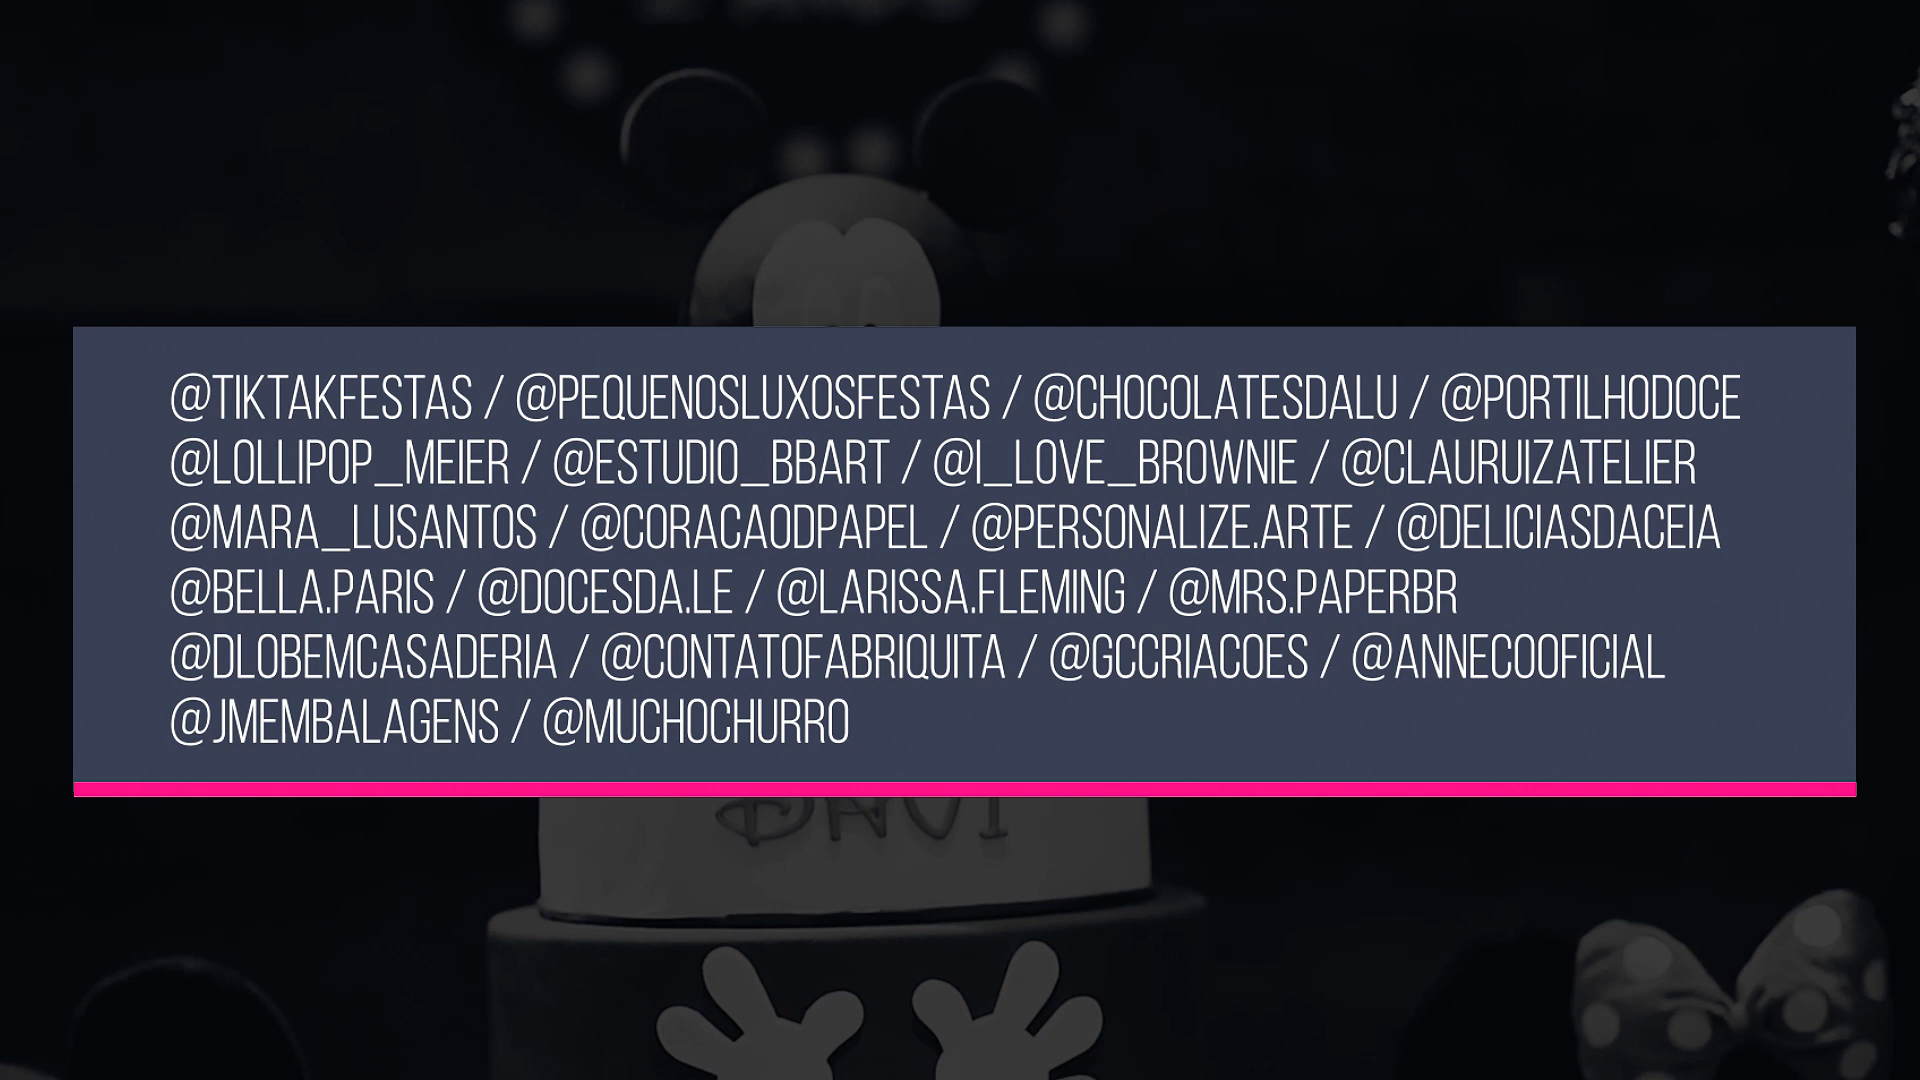 @TIKTAKFESTAS / @PEQUENOSLUXOSFESTAS / @CHOCOLATESDALU / @PORTILHODOCE
@LOLLIPOP_MEIER / @ESTUDIO_BBART / @I_LOVE_BROWNIE / @CLAURUIZATELIER
@MARA_LUSANTOS / @CORACAODPAPEL / @PERSONALIZE.ARTE / @DELICIASDACEIA
@BELLA.PARIS / @DOCESDA.LE / @LARISSA.FLEMING / @MRS.PAPERBR
@DLOBEMCASADERIA / @CONTATOFABRIQUITA / @GCCRIACOES / @ANNECOOFICIAL
@JMEMBALAGENS / @MUCHOCHURRO
DAVI